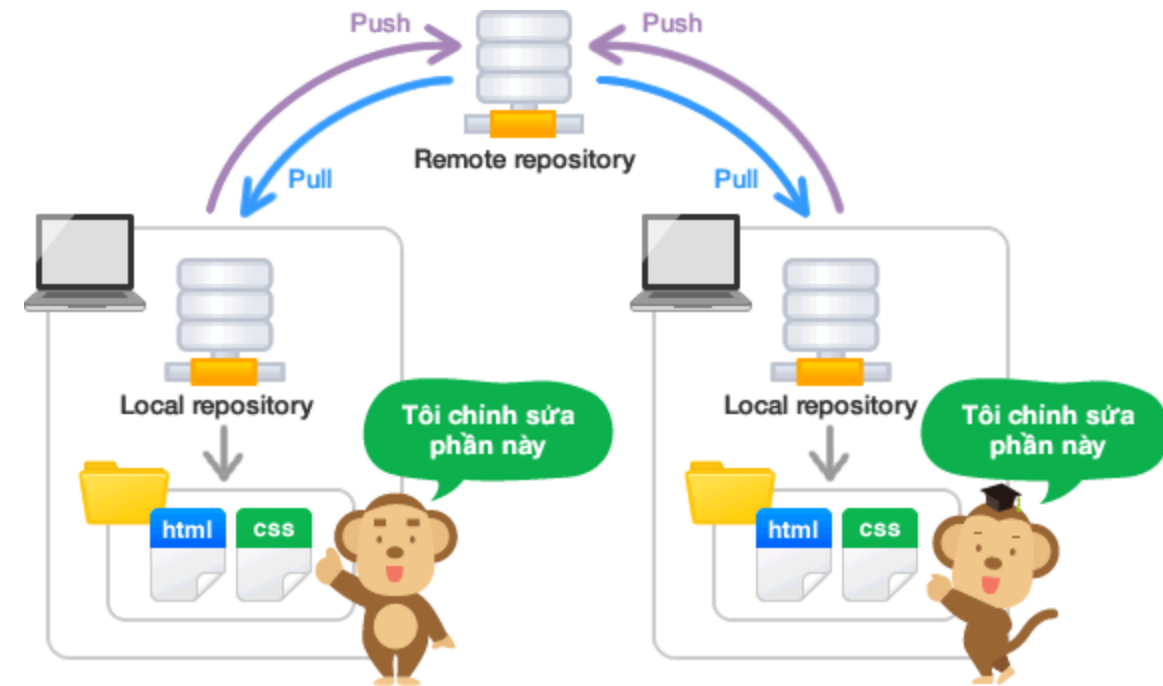 Push
Push
Remote repository
Pull
Pull
Local repository
Local repository
Tôi chỉnh sửa
phần này
Tôi chỉnh sửa
phần này
html
css
html
css